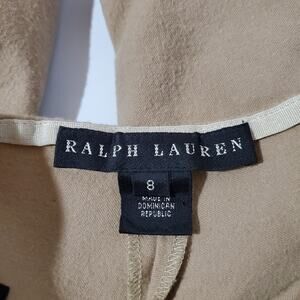 RALPH LAUREN
8
MADE IN
DOMINICAN
REPUBLIC